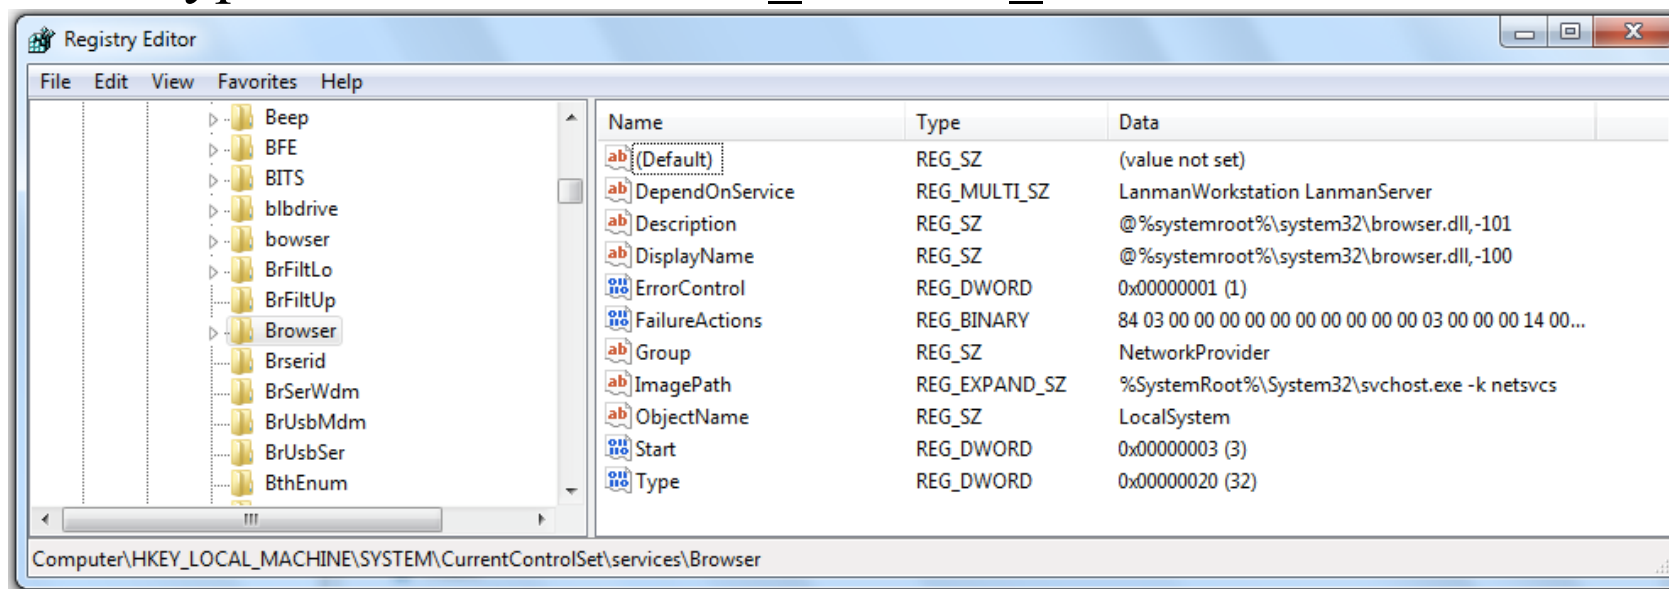 Registry Editor
File Edit View Favorites Help
Beep
BFE
BITS
blbdrive
bowser
BrFiltLo
BrFiltUp
Browser
Brserid
BrSerWdm
BrUsbMdm
BrUsbSer
BthEnum
Name Type Data
(Default) REG_SZ (value not set)
DependOnService REG_MULTI_SZ LanmanWorkstation LanmanServer
Description REG_SZ @%systemroot%\system32\browser.dll,-101
DisplayName REG_SZ @%systemroot%\system32\browser.dll,-100
ErrorControl REG_DWORD 0x00000001 (1)
FailureActions REG_BINARY 84 03 00 00 00 00 00 00 00 00 00 00 03 00 00 00 14 00...
Group REG_SZ NetworkProvider
ImagePath REG_EXPAND_SZ %SystemRoot%\System32\svchost.exe -k netsvcs
ObjectName REG_SZ LocalSystem
Start REG_DWORD 0x00000003 (3)
Type REG_DWORD 0x00000020 (32)
Computer\HKEY_LOCAL_MACHINE\SYSTEM\CurrentControlSet\services\Browser